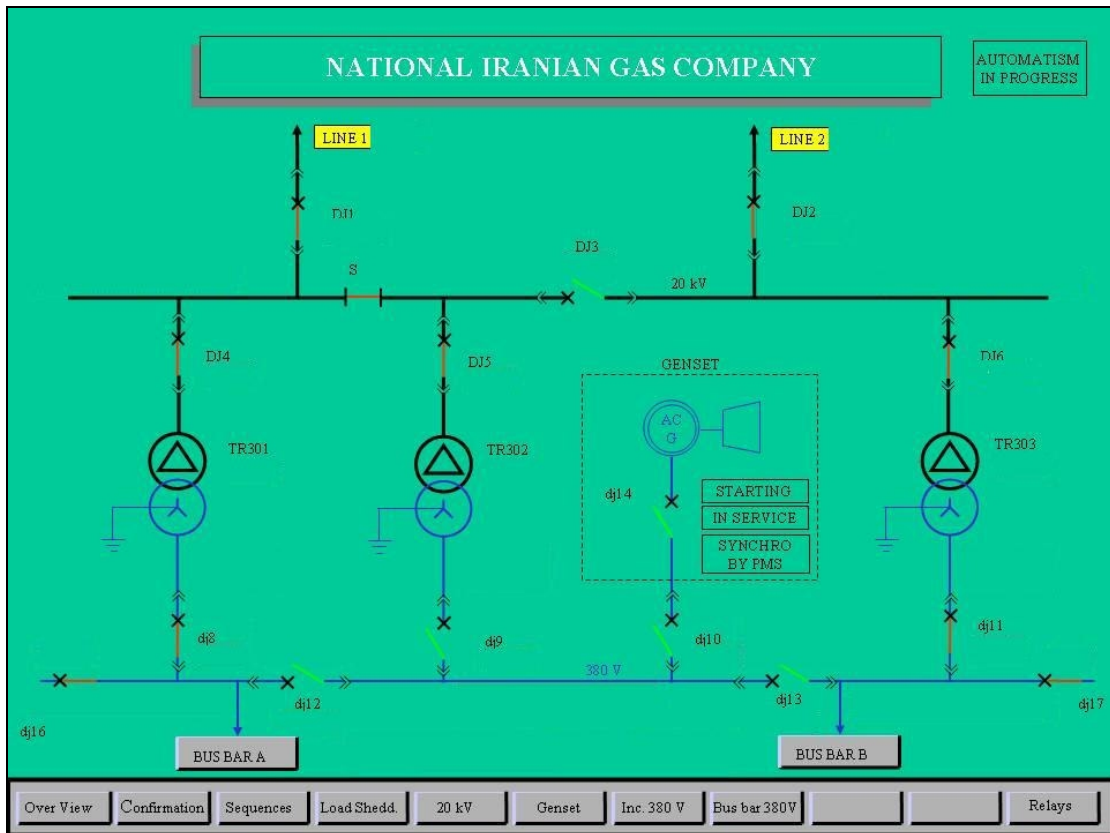 NATIONAL IRANIAN GAS COMPANY
AUTOMATISM
IN PROGRESS
LINE 1
LINE 2
DJ1
DJ2
DJ3
S
20 kV
DJ4
DJ5
GENSET
DJ6
AC
G
TR301
TR302
TR303
dj14
STARTING
IN SERVICE
SYNCHRO
BY PMS
dj8
dj9
dj10
dj11
380 V
dj12
dj13
dj16
dj17
BUS BAR A
BUS BAR B
Over View
Confirmation
Sequences
Load Shedd.
20 kV
Genset
Inc. 380 V
Bus bar 380V
Relays